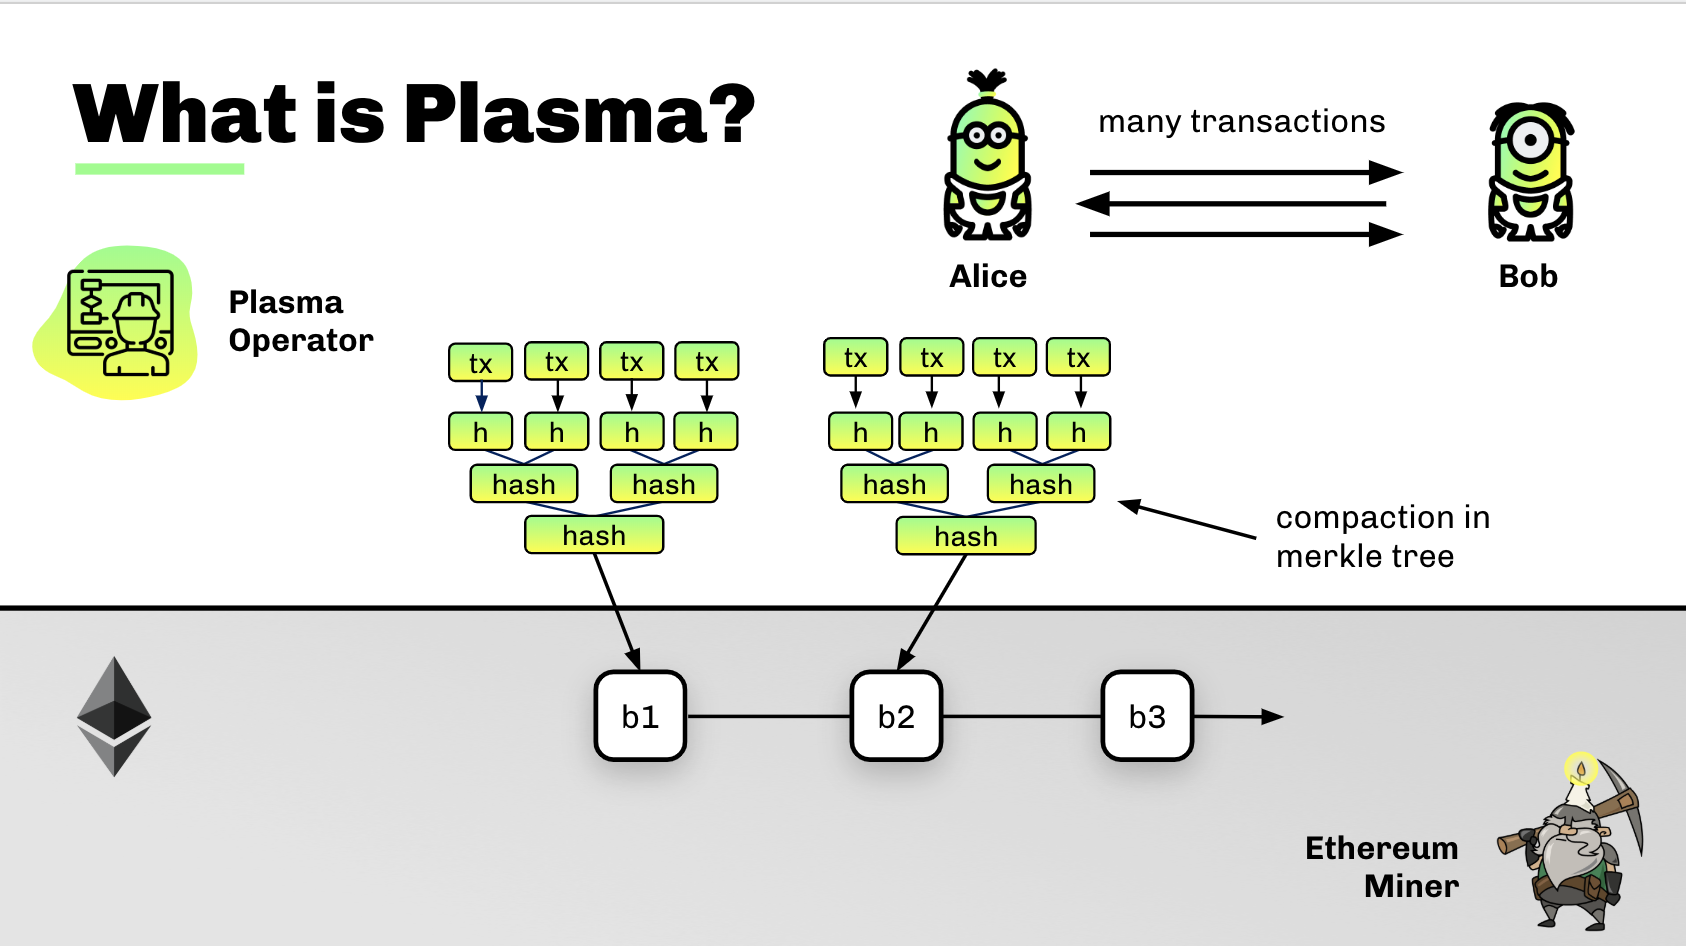 What is Plasma?
many transactions
Alice
Bob
Plasma
Operator
tx tx tx tx
tx tx tx tx
h h h h
h h h h
hash hash
hash hash
hash
hash
compaction in
merkle tree
b1
b2
b3
Ethereum
Miner